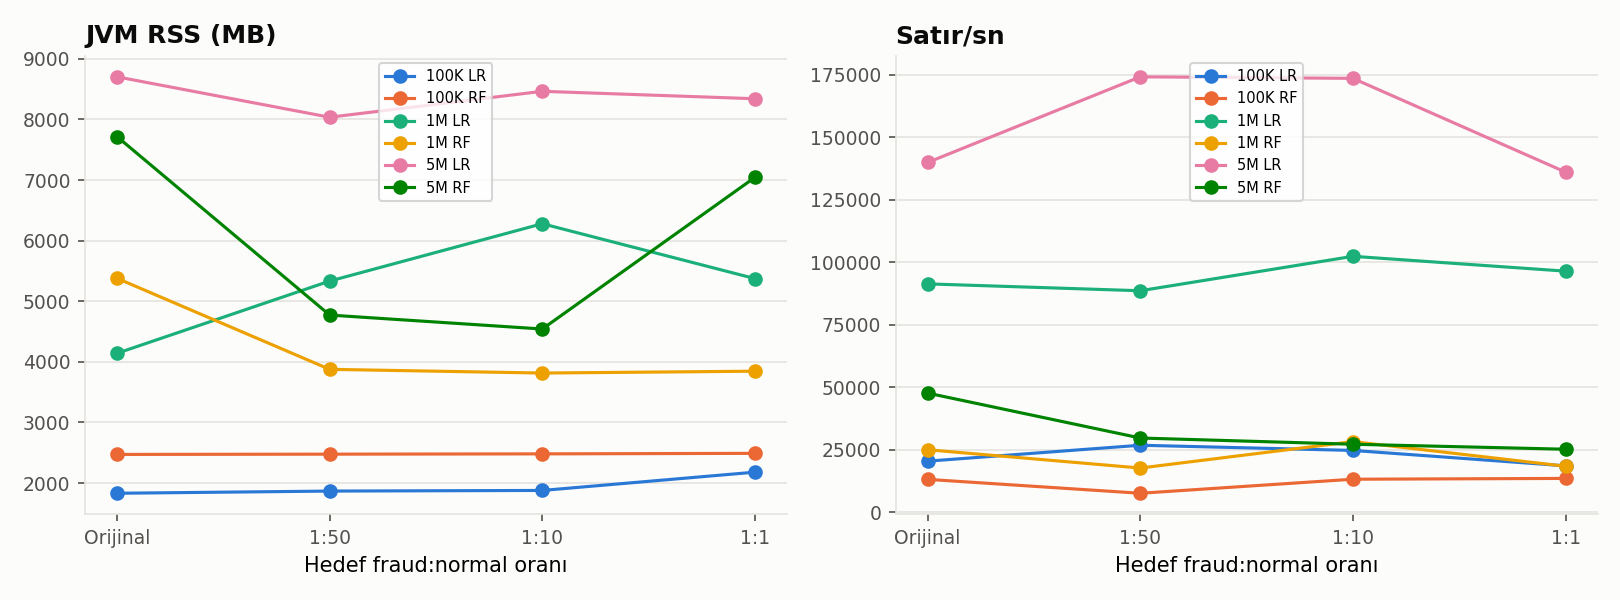 JVM RSS (MB)
9000
8000
7000
6000
5000
4000
3000
2000
100K LR
100K RF
1M LR
1M RF
5M LR
5M RF
Orijinal 1:50 1:10 1:1
Hedef fraud:normal oranı
Satır/sn
175000
150000
125000
100000
75000
50000
25000
0
100K LR
100K RF
1M LR
1M RF
5M LR
5M RF
Orijinal 1:50 1:10 1:1
Hedef fraud:normal oranı